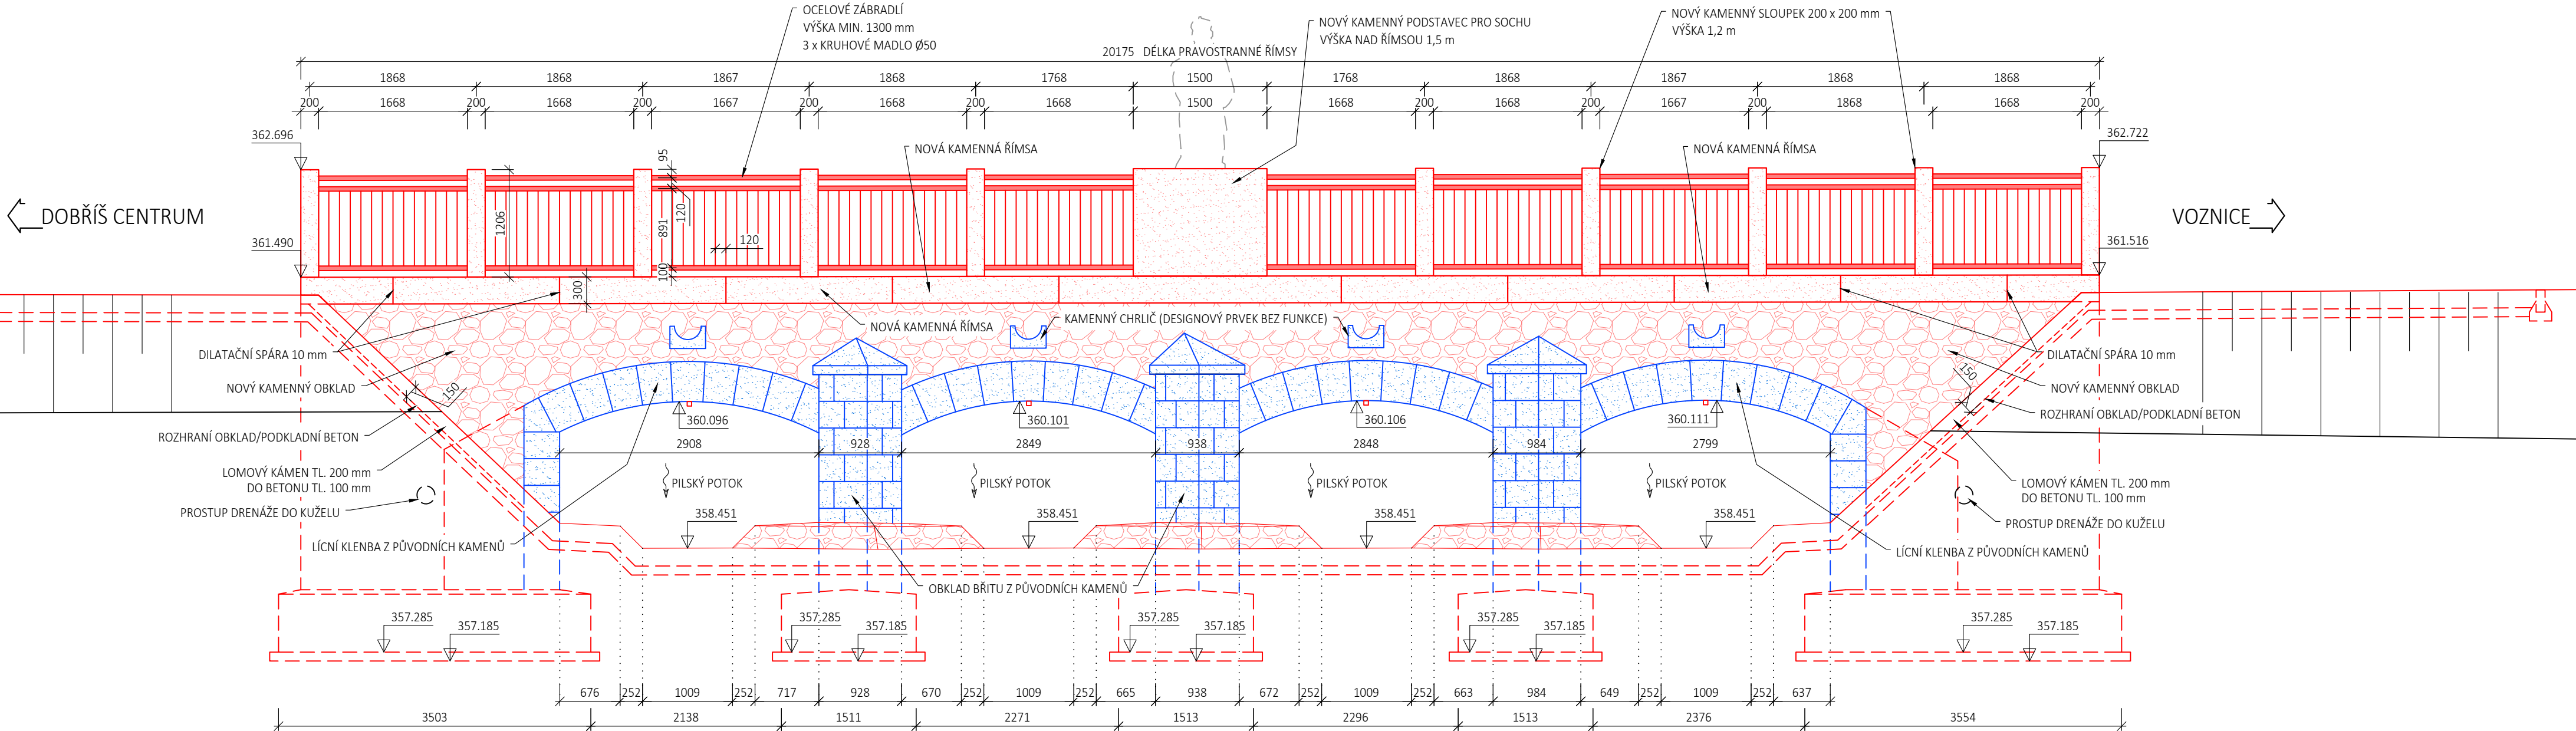 OCELOVÉ ZÁBRADLÍ
VÝŠKA MIN. 1300 mm
3 x KRUHOVÉ MADLO Ø50
NOVÝ KAMENNÝ PODSTAVEC PRO SOCHU
VÝŠKA NAD ŘÍMSOU 1,5 m
NOVÝ KAMENNÝ SLOUPEK 200 x 200 mm
VÝŠKA 1,2 m
20175 DÉLKA PRAVOSTRANNÉ ŘÍMSY
1868 1868 1867 1868 1768 1500 1768 1868 1867 1868 1868
200 1668 200 1668 200 1667 200 1668 200 1668 1500 1668 200 1668 200 1667 200 1868 200 1668 200
362.696
362.722
95
NOVÁ KAMENNÁ ŘÍMSA
NOVÁ KAMENNÁ ŘÍMSA
DOBŘÍŠ CENTRUM
VOZNICE
1206
891
120
120
100
361.490
361.516
300
NOVÁ KAMENNÁ ŘÍMSA
KAMENNÝ CHRLIČ (DESIGNOVÝ PRVEK BEZ FUNKCE)
DILATAČNÍ SPÁRA 10 mm
DILATAČNÍ SPÁRA 10 mm
NOVÝ KAMENNÝ OBKLAD
NOVÝ KAMENNÝ OBKLAD
150
150
ROZHRANÍ OBKLAD/PODKLADNÍ BETON
ROZHRANÍ OBKLAD/PODKLADNÍ BETON
360.096
360.101
360.106
360.111
2908 928 2849 938 2848 984 2799
LOMOVÝ KÁMEN TL. 200 mm
DO BETONU TL. 100 mm
LOMOVÝ KÁMEN TL. 200 mm
DO BETONU TL. 100 mm
PILSKÝ POTOK
PILSKÝ POTOK
PILSKÝ POTOK
PILSKÝ POTOK
PROSTUP DRENÁŽE DO KUŽELU
PROSTUP DRENÁŽE DO KUŽELU
358.451
358.451
358.451
358.451
LÍCNÍ KLENBA Z PŮVODNÍCH KAMENŮ
LÍCNÍ KLENBA Z PŮVODNÍCH KAMENŮ
OBKLAD BŘITU Z PŮVODNÍCH KAMENŮ
357.285
357.185
357.285
357.185
357.285
357.185
357.285
357.185
357.285
357.185
676 252 1009 252 717 928 670 252 1009 252 665 938 672 252 1009 252 663 984 649 252 1009 252 637
3503 2138 1511 2271 1513 2296 1513 2376 3554